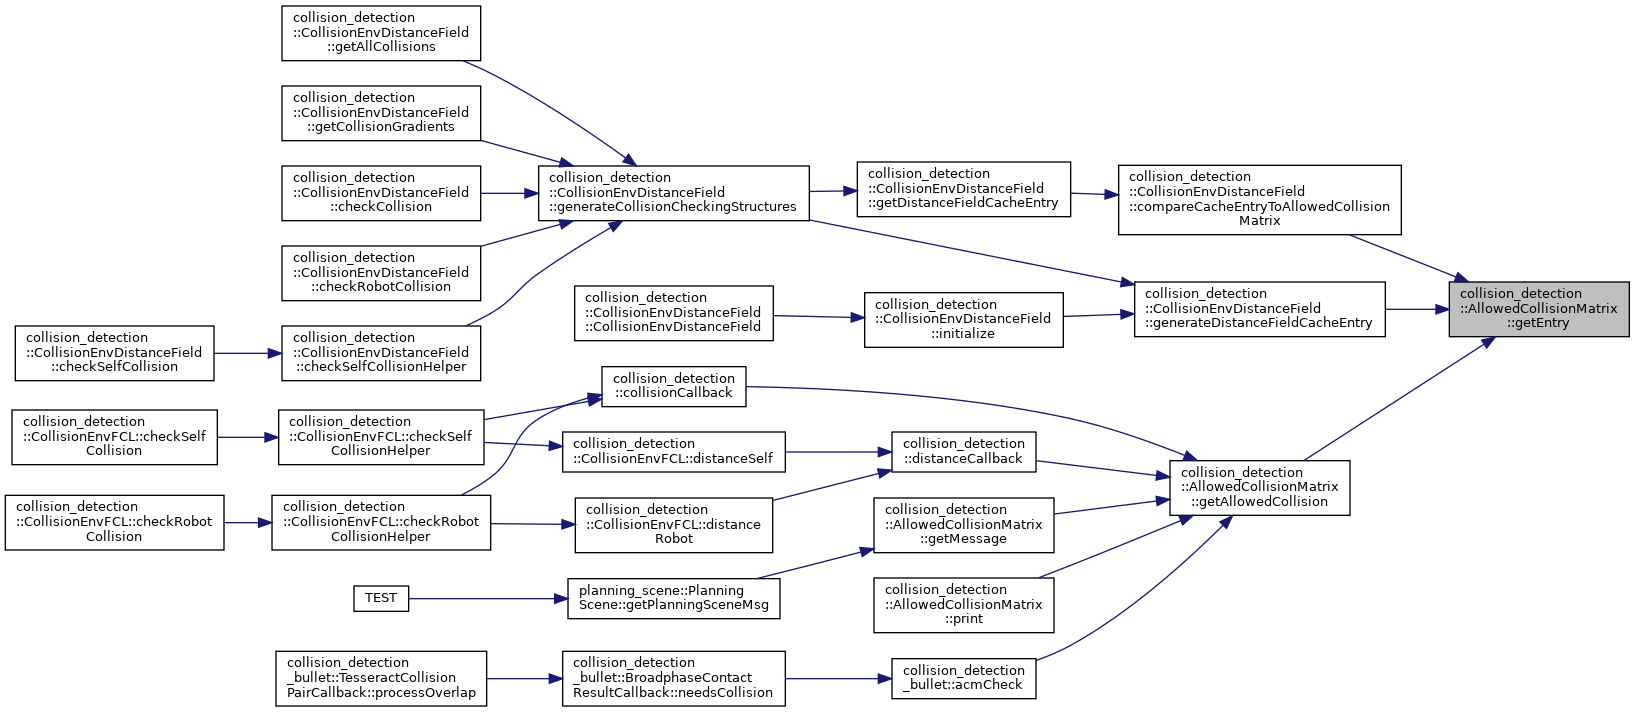 collision_detection
::CollisionEnvDistanceField
::getAllCollisions
collision_detection
::CollisionEnvDistanceField
::getCollisionGradients
collision_detection
::CollisionEnvDistanceField
::checkCollision
collision_detection
::CollisionEnvDistanceField
::checkRobotCollision
collision_detection
::CollisionEnvDistanceField
::generateCollisionCheckingStructures
collision_detection
::CollisionEnvDistanceField
::getDistanceFieldCacheEntry
collision_detection
::CollisionEnvDistanceField
::compareCacheEntryToAllowedCollision
Matrix
collision_detection
::CollisionEnvDistanceField
::CollisionEnvDistanceField
collision_detection
::CollisionEnvDistanceField
::initialize
collision_detection
::CollisionEnvDistanceField
::generateDistanceFieldCacheEntry
collision_detection
::AllowedCollisionMatrix
::getEntry
collision_detection
::CollisionEnvDistanceField
::checkSelfCollision
collision_detection
::CollisionEnvDistanceField
::checkSelfCollisionHelper
collision_detection
::collisionCallback
collision_detection
::CollisionEnvFCL::checkSelf
Collision
collision_detection
::CollisionEnvFCL::checkSelf
CollisionHelper
collision_detection
::CollisionEnvFCL::distanceSelf
collision_detection
::distanceCallback
collision_detection
::AllowedCollisionMatrix
::getAllowedCollision
collision_detection
::CollisionEnvFCL::checkRobot
Collision
collision_detection
::CollisionEnvFCL::checkRobot
CollisionHelper
collision_detection
::CollisionEnvFCL::distance
Robot
collision_detection
::AllowedCollisionMatrix
::getMessage
TEST
planning_scene::Planning
Scene::getPlanningSceneMsg
collision_detection
::AllowedCollisionMatrix
::print
collision_detection
_bullet::TesseractCollision
PairCallback::processOverlap
collision_detection
_bullet::BroadphaseContact
ResultCallback::needsCollision
collision_detection
_bullet::acmCheck